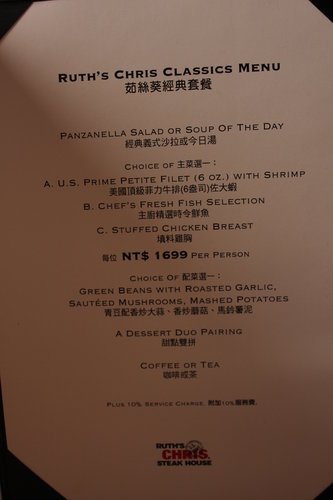 Ruth's Chris Classics Menu
茹絲葵經典套餐
Panzanella Salad or Soup Of The Day
經典義式沙拉或今日湯
Choice of 主菜選一：
A. U.S. Prime Petite Filet (6 oz.) with Shrimp
美國頂級菲力牛排(6盎司)佐大蝦
B. Chef's Fresh Fish Selection
主廚精選時令鮮魚
C. Stuffed Chicken Breast
填料雞胸
每位 NT$ 1699 Per Person
Choice Of 配菜選一：
Green Beans with Roasted Garlic,
Sautéed Mushrooms, Mashed Potatoes
青豆配香炒大蒜、香炒蘑菇、馬鈴薯泥
A Dessert Duo Pairing
甜點雙拼
Coffee or Tea
咖啡或茶
Plus 10% Service Charge. 附加10%服務費.
RUTH'S
CHRIS
STEAK HOUSE